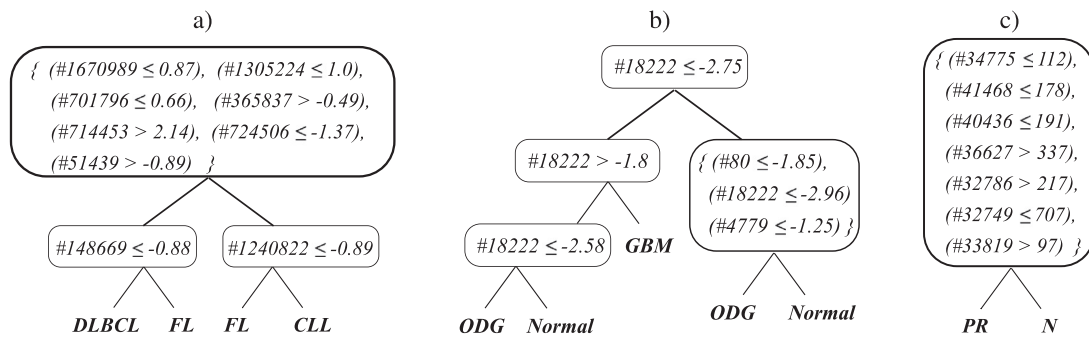 a)
{ (#1670989 ≤ 0.87), (#1305224 ≤ 1.0),
(#701796 ≤ 0.66), (#365837 > -0.49),
(#714453 > 2.14), (#724506 ≤ -1.37),
(#51439 > -0.89) }
#148669 ≤ -0.88
#1240822 ≤ -0.89
DLBCL FL FL CLL
b)
#18222 ≤ -2.75
#18222 > -1.8
{ (#80 ≤ -1.85),
(#18222 ≤ -2.96)
(#4779 ≤ -1.25) }
#18222 ≤ -2.58
GBM
ODG Normal
ODG Normal
c)
{ (#34775 ≤ 112),
(#41468 ≤ 178),
(#40436 ≤ 191),
(#36627 > 337),
(#32786 > 217),
(#32749 ≤ 707),
(#33819 > 97) }
PR N